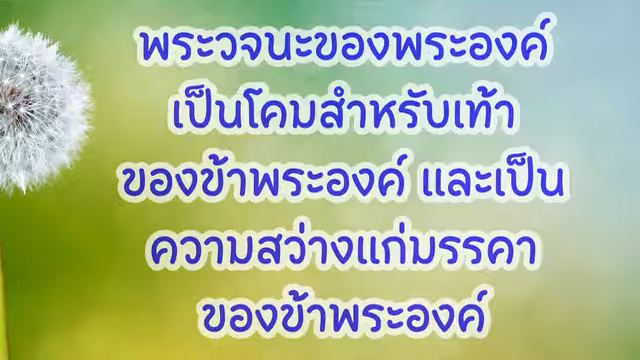 พระวจนะของพระองค์
เป็นโคมสำหรับเท้า
ของข้าพระองค์ และเป็น
ความสว่างแก่มรรคา
ของข้าพระองค์